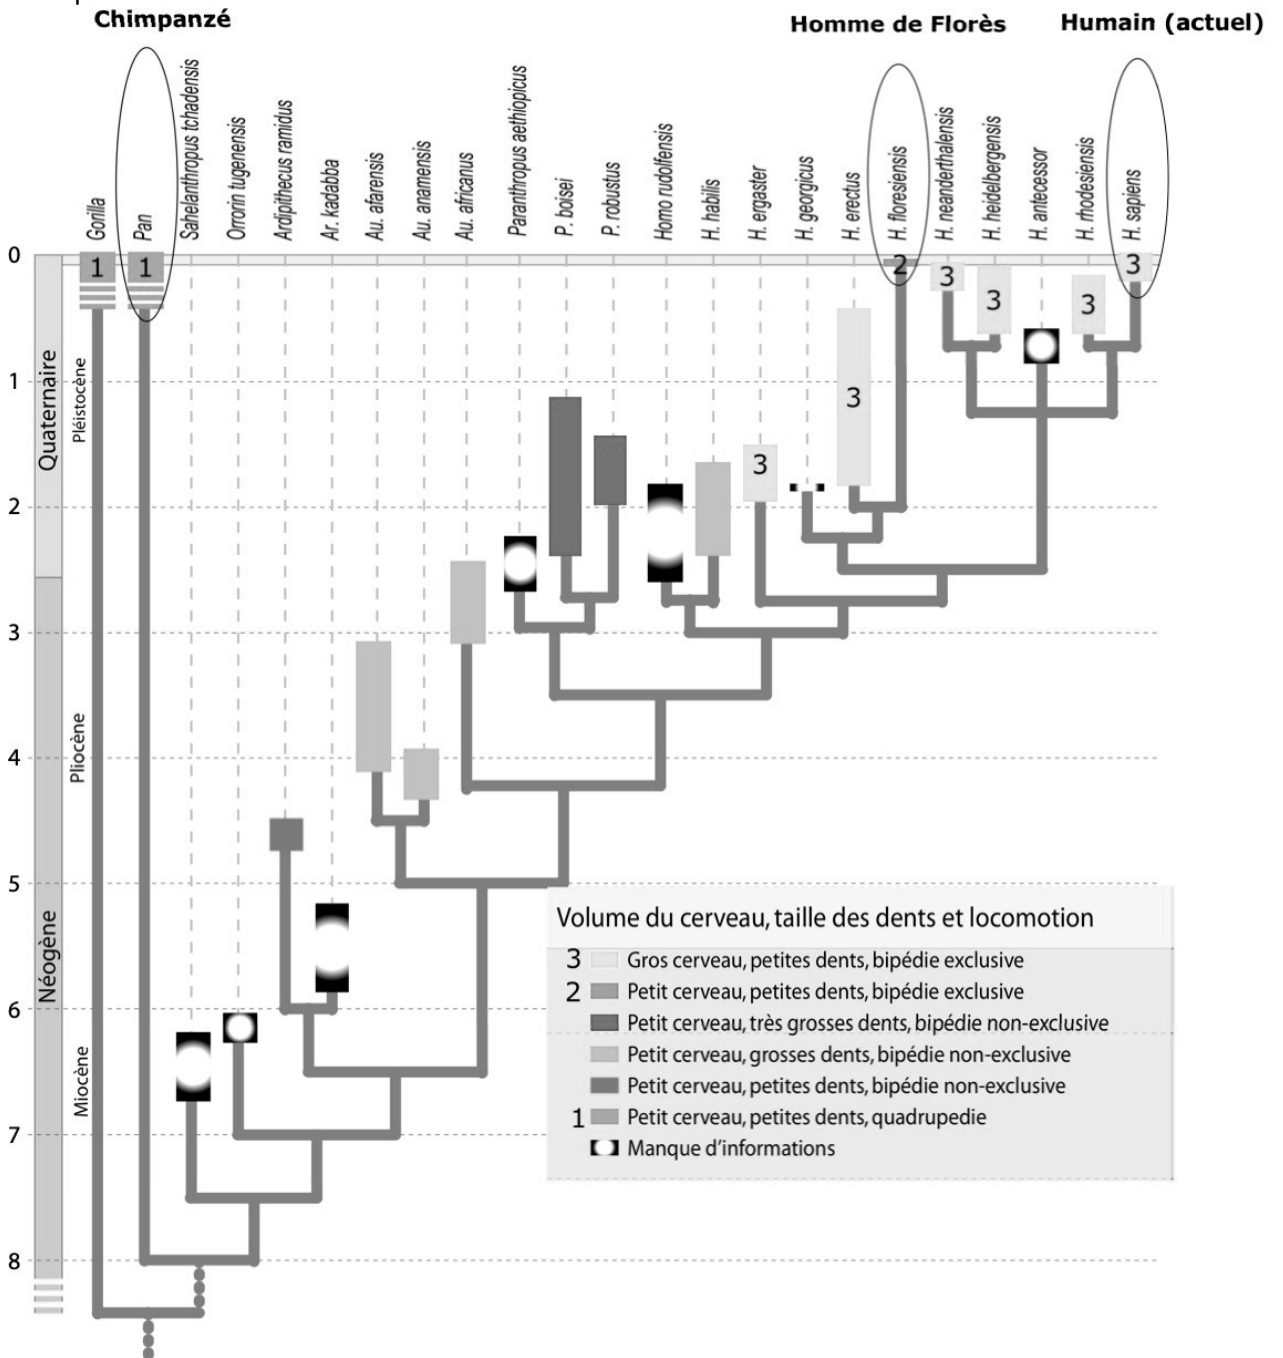 Chimpanzé
Homme de Florès
Humain (actuel)
Gorilla
Pan
Sahelanthropus tchadensis
Orrorin tugenensis
Ardipithecus ramidus
Ar. kadabba
Au. afarensis
Au. anamensis
Au. africanus
Paranthropus aethiopicus
P. boisei
P. robustus
Homo rudolfensis
H. habilis
H. ergaster
H. georgicus
H. erectus
H. floresiensis
H. neanderthalensis
H. heidelbergensis
H. antecessor
H. rhodesiensis
H. sapiens
0
1
1
2
3
3
3
3
3
3
1
2
3
4
5
6
7
8
Quaternaire
Néogène
Pléistocène
Pliocène
Miocène
Volume du cerveau, taille des dents et locomotion
3 Gros cerveau, petites dents, bipédie exclusive
2 Petit cerveau, petites dents, bipédie exclusive
Petit cerveau, très grosses dents, bipédie non-exclusive
Petit cerveau, grosses dents, bipédie non-exclusive
Petit cerveau, petites dents, bipédie non-exclusive
1 Petit cerveau, petites dents, quadrupedie
Manque d'informations